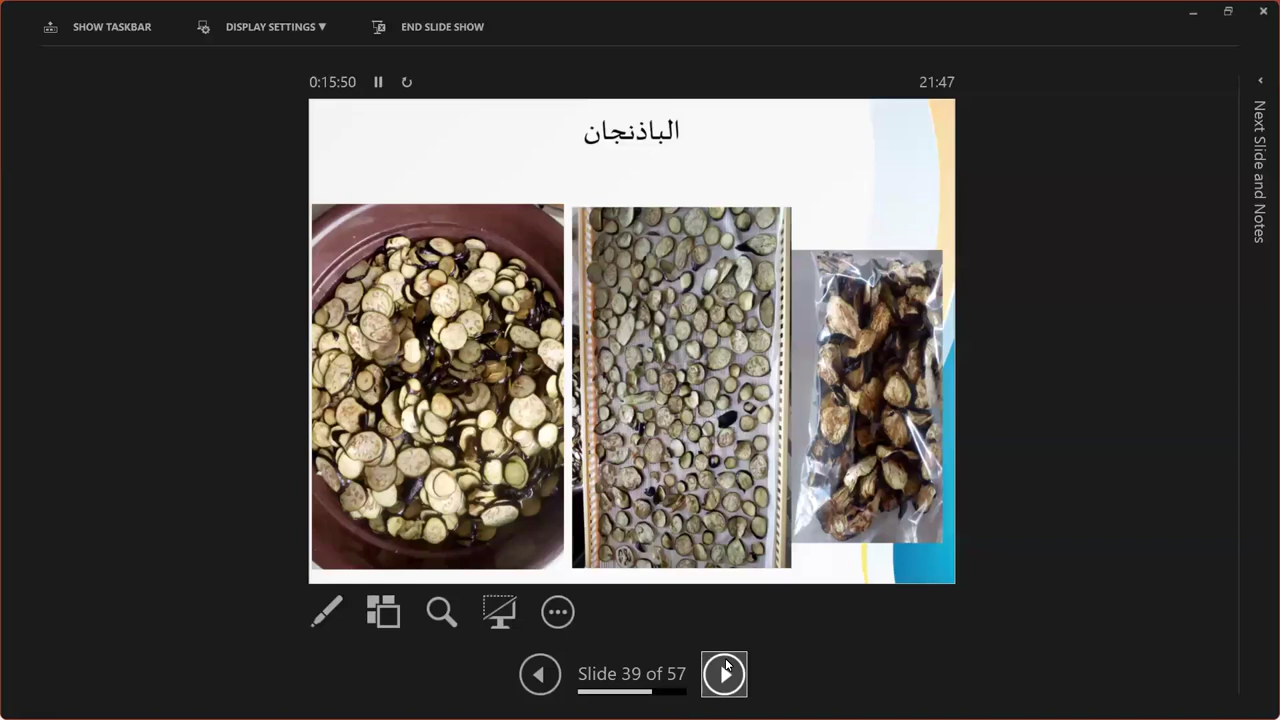 SHOW TASKBAR
DISPLAY SETTINGS ▼
END SLIDE SHOW
0:15:50
21:47
Next Slide and Notes
الباذنجان
Slide 39 of 57